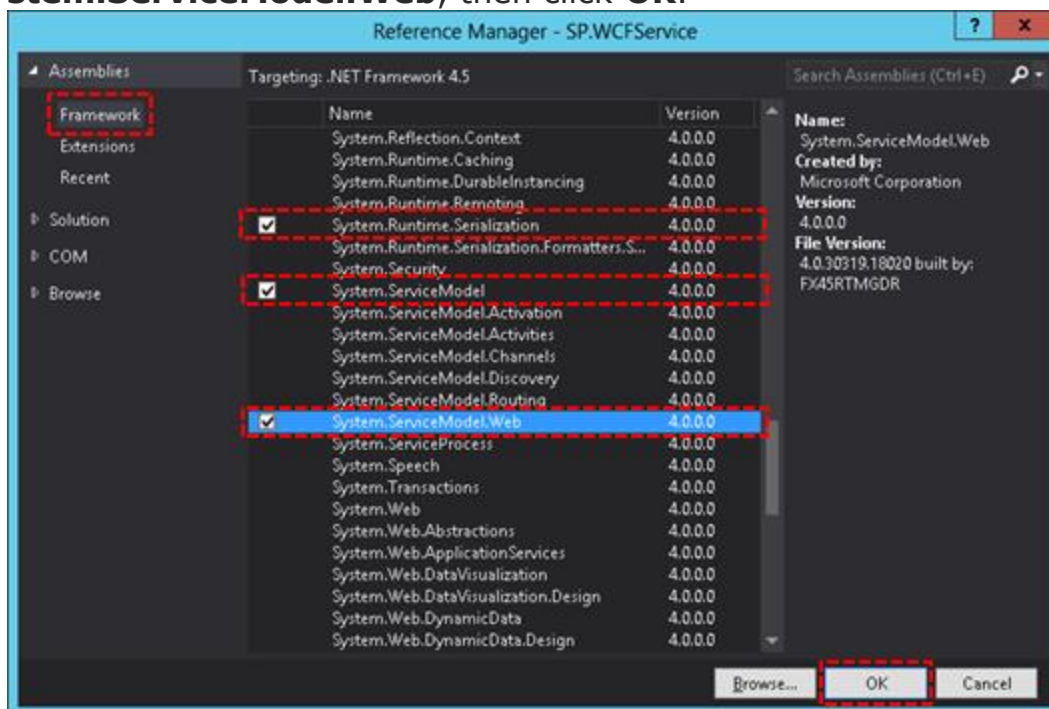 stem.ServiceModel.Web, then click OK.
Reference Manager - SP.WCFService
? x
Assemblies
Framework
Extensions
Recent
Solution
COM
Browse
Targeting: .NET Framework 4.5
Name Version
System.Reflection.Context 4.0.0.0
System.Runtime.Caching 4.0.0.0
System.Runtime.DurableInstancing 4.0.0.0
System.Runtime.Remoting 4.0.0.0
System.Runtime.Serialization 4.0.0.0
System.Runtime.Serialization.Formatters.S... 4.0.0.0
System.Security 4.0.0.0
System.ServiceModel 4.0.0.0
System.ServiceModel.Activation 4.0.0.0
System.ServiceModel.Activities 4.0.0.0
System.ServiceModel.Channels 4.0.0.0
System.ServiceModel.Discovery 4.0.0.0
System.ServiceModel.Routing 4.0.0.0
System.ServiceModel.Web 4.0.0.0
System.ServiceProcess 4.0.0.0
System.Speech 4.0.0.0
System.Transactions 4.0.0.0
System.Web 4.0.0.0
System.Web.Abstractions 4.0.0.0
System.Web.ApplicationServices 4.0.0.0
System.Web.DataVisualization 4.0.0.0
System.Web.DataVisualization.Design 4.0.0.0
System.Web.DynamicData 4.0.0.0
System.Web.DynamicData.Design 4.0.0.0
Search Assemblies (Ctrl+E)
Name:
System.ServiceModel.Web
Created by:
Microsoft Corporation
Version:
4.0.0.0
File Version:
4.0.30319.18020 built by:
FX45RTMGDR
Browse... OK Cancel